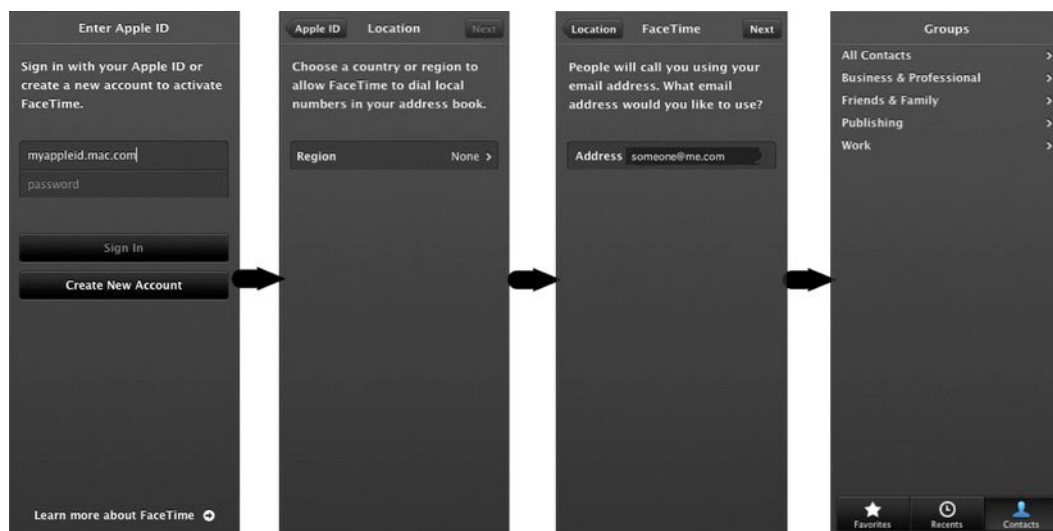 Enter Apple ID
Sign in with your Apple ID or
create a new account to activate
FaceTime.
myappleid.mac.com
password
Sign In
Create New Account
Learn more about FaceTime
Apple ID
Location
Next
Choose a country or region to
allow FaceTime to dial local
numbers in your address book.
Region
None
Location
FaceTime
Next
People will call you using your
email address. What email
address would you like to use?
Address someone@me.com
Groups
All Contacts
Business & Professional
Friends & Family
Publishing
Work
Favorites
Recents
Contacts